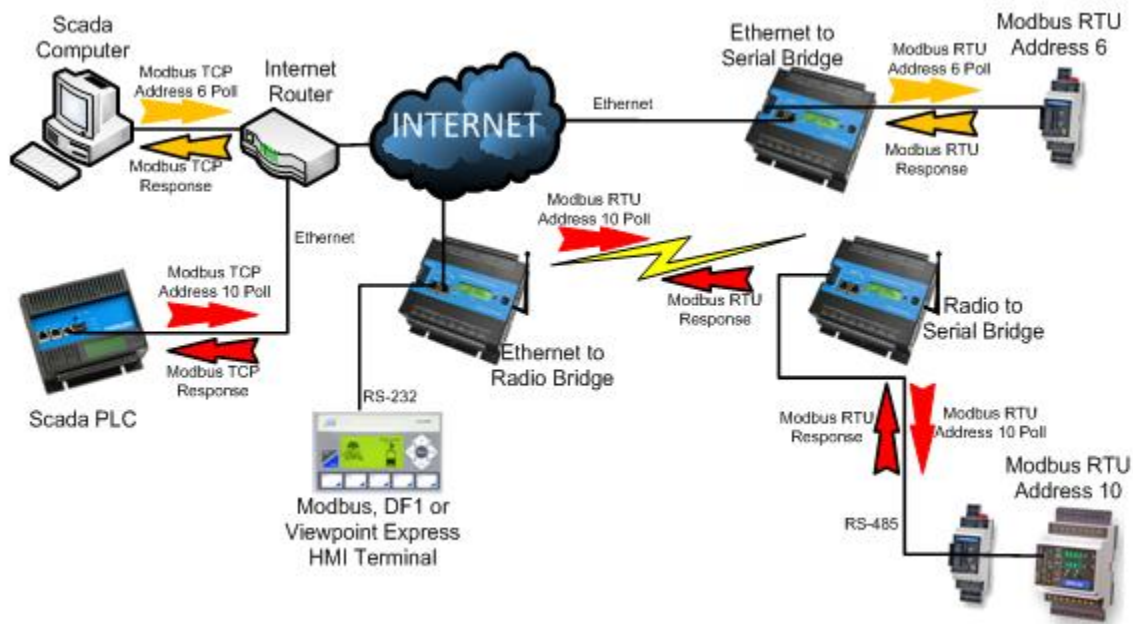 Scada
Computer
Modbus TCP
Address 6 Poll
Internet
Router
Modbus TCP
Response
INTERNET
Ethernet
Ethernet to
Serial Bridge
Modbus RTU
Address 6 Poll
Modbus RTU
Response
Modbus RTU
Address 6
Ethernet
Modbus RTU
Address 10 Poll
Modbus RTU
Response
Modbus TCP
Address 10 Poll
Modbus TCP
Response
Scada PLC
Ethernet to
Radio Bridge
Radio to
Serial Bridge
RS-232
Modbus, DF1 or
Viewpoint Express
HMI Terminal
Modbus RTU
Response
Modbus RTU
Address 10 Poll
RS-485
Modbus RTU
Address 10